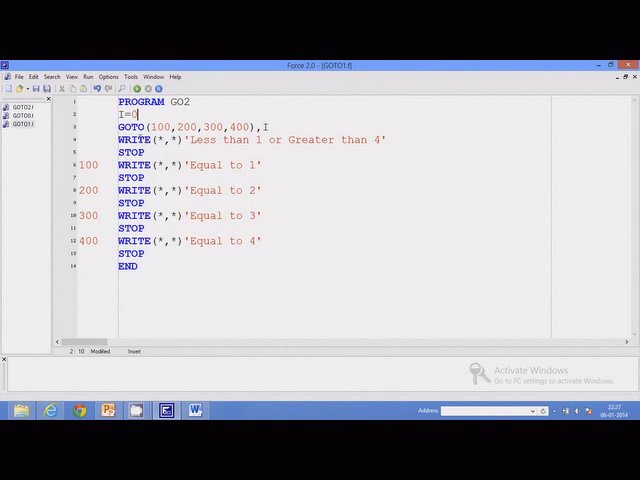 Force 2.0 - [GOTO1.f]
File Edit Search View Run Options Tools Window Help
GOTO2.f
GOTO0.f
GOTO1.f
1 PROGRAM GO2
2 I=0
3 GOTO(100,200,300,400),I
4 WRITE(*,*)'Less than 1 or Greater than 4'
5 STOP
6 100 WRITE(*,*)'Equal to 1'
7 STOP
8 200 WRITE(*,*)'Equal to 2'
9 STOP
10 300 WRITE(*,*)'Equal to 3'
11 STOP
12 400 WRITE(*,*)'Equal to 4'
13 STOP
14 END
2: 10 Modified Insert
Activate Windows
Go to PC settings to activate Windows.
Address
22:27
06-01-2014